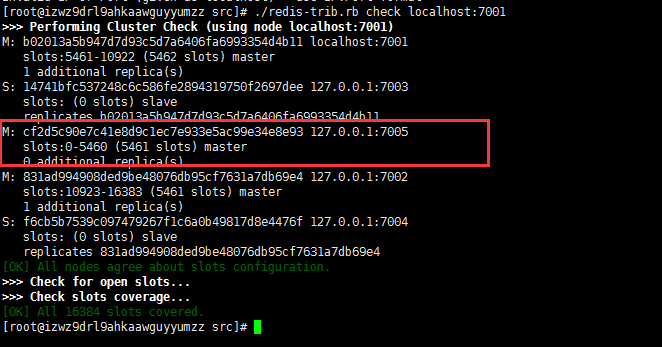 [root@izwz9drl9ahkaawguyyumzz src]# ./redis-trib.rb check localhost:7001
>>> Performing Cluster Check (using node localhost:7001)
M: b02013a5b947d7d93c5d7a6406fa6993354d4b11 localhost:7001
slots:5461-10922 (5462 slots) master
1 additional replica(s)
S: 14741bfc537248c6c586fe2894319750f2697dee 127.0.0.1:7003
slots: (0 slots) slave
replicates b02013a5b947d7d93c5d7a6406fa6993354d4b11
M: cf2d5c90e7c41e8d9c1ec7e933e5ac99e34e8e93 127.0.0.1:7005
slots:0-5460 (5461 slots) master
0 additional replica(s)
M: 831ad994908ded9be48076db95cf7631a7db69e4 127.0.0.1:7002
slots:10923-16383 (5461 slots) master
1 additional replica(s)
S: f6cb5b7539c097479267f1c6a0b49817d8e4476f 127.0.0.1:7004
slots: (0 slots) slave
replicates 831ad994908ded9be48076db95cf7631a7db69e4
[OK] All nodes agree about slots configuration.
>>> Check for open slots...
>>> Check slots coverage...
[OK] All 16384 slots covered.
[root@izwz9drl9ahkaawguyyumzz src]#